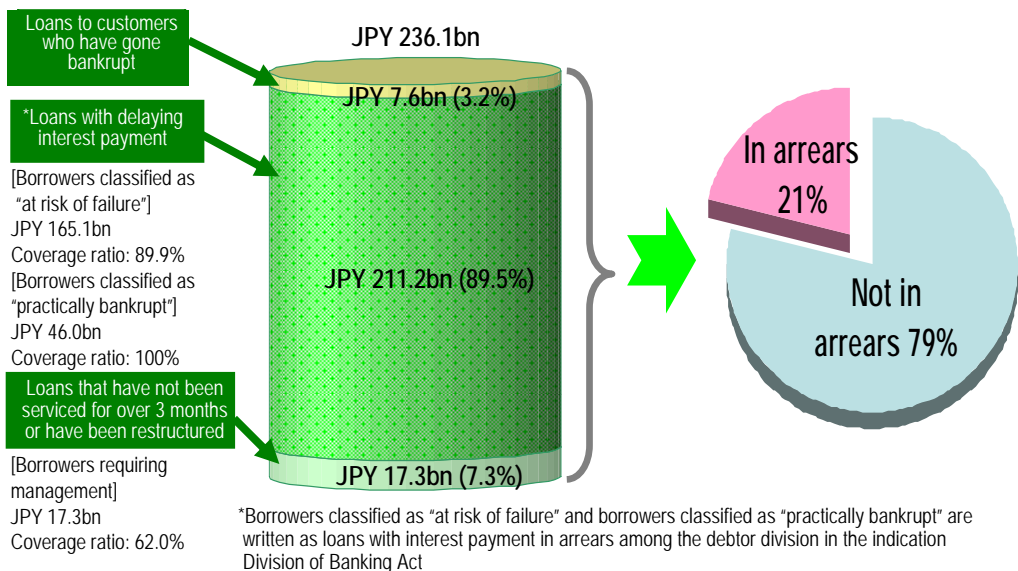 Loans to customers
who have gone
bankrupt
JPY 236.1bn
JPY 7.6bn (3.2%)
*Loans with delaying
interest payment
[Borrowers classified as
"at risk of failure"]
JPY 165.1bn
Coverage ratio: 89.9%
[Borrowers classified as
"practically bankrupt"]
JPY 46.0bn
Coverage ratio: 100%
JPY 211.2bn (89.5%)
In arrears
21%
Not in
arrears 79%
Loans that have not been
serviced for over 3 months
or have been restructured
[Borrowers requiring
management]
JPY 17.3bn
Coverage ratio: 62.0%
JPY 17.3bn (7.3%)
*Borrowers classified as "at risk of failure" and borrowers classified as "practically bankrupt" are
written as loans with interest payment in arrears among the debtor division in the indication
Division of Banking Act